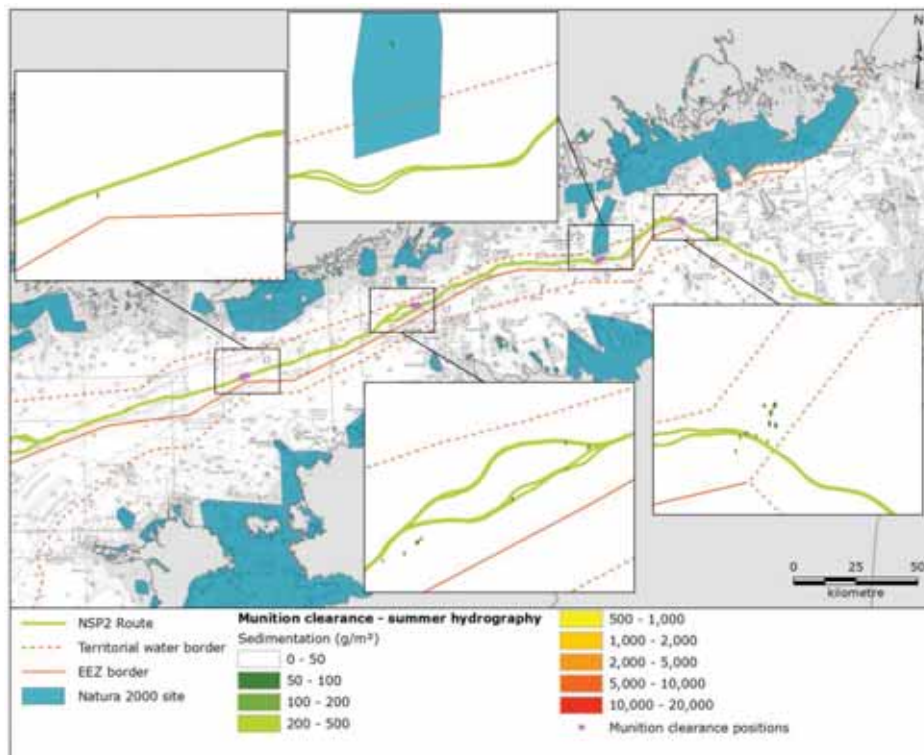 N
0 25 50
kilometre
NSP2 Route
Territorial water border
EEZ border
Natura 2000 site
Munition clearance - summer hydrography
Sedimentation (g/m³)
0 - 50
50 - 100
100 - 200
200 - 500
500 - 1,000
1,000 - 2,000
2,000 - 5,000
5,000 - 10,000
10,000 - 20,000
Munition clearance positions